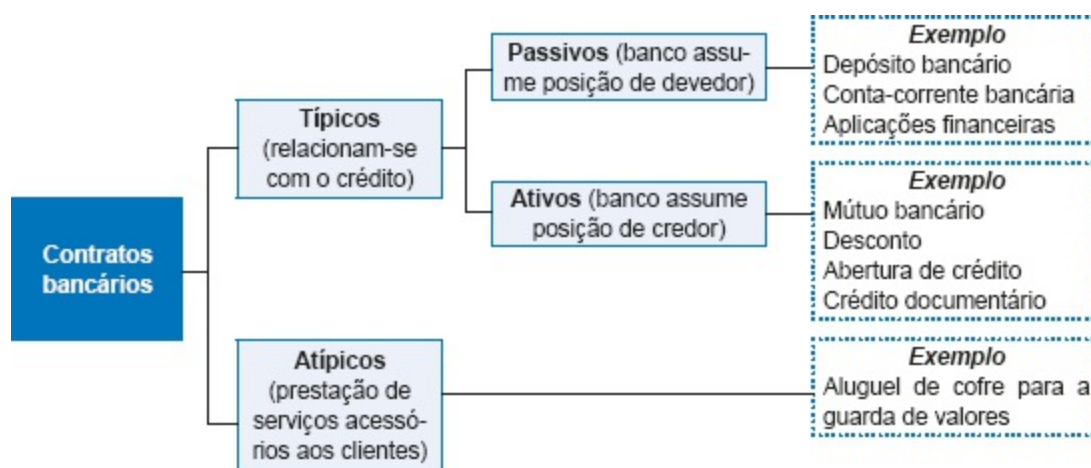 Contratos
bancários
Típicos
(relacionam-se
com o crédito)
Passivos (banco assu-
me posição de devedor)
Exemplo
Depósito bancário
Conta-corrente bancária
Aplicações financeiras
Ativos (banco assume
posição de credor)
Exemplo
Mútuo bancário
Desconto
Abertura de crédito
Crédito documentário
Atípicos
(prestação de
serviços acessó-
rios aos clientes)
Exemplo
Aluguel de cofre para a
guarda de valores